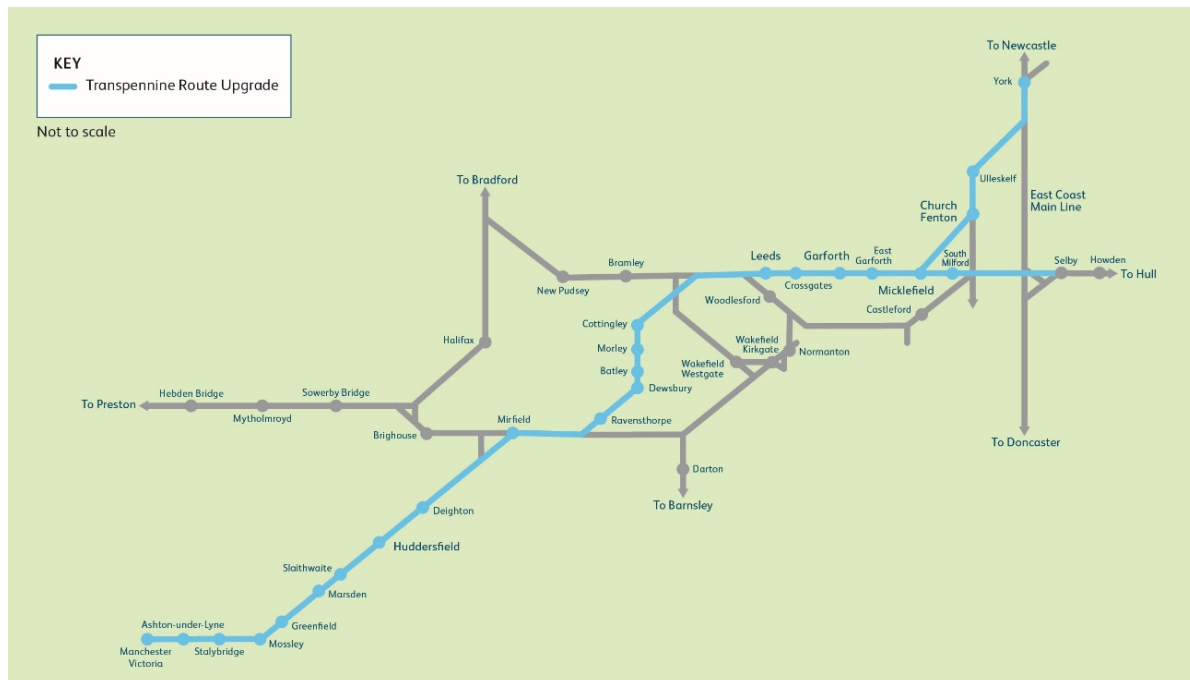 KEY
Transpennine Route Upgrade
Not to scale
To Newcastle
York
To Bradford
Ulleskelf
East Coast
Main Line
Church
Fenton
Leeds
Garforth
East
Garforth
South
Milford
Bramley
New Pudsey
Crossgates
Micklefield
Selby
Howden
To Hull
Woodlesford
Castleford
Cottingley
Halifax
Morley
Wakefield
Kirkgate
Normanton
Batley
Wakefield
Westgate
Dewsbury
To Preston
Hebden Bridge
Mytholmroyd
Sowerby Bridge
Brighouse
Mirfield
Ravensthorpe
To Doncaster
Darton
To Barnsley
Deighton
Huddersfield
Slaithwaite
Marsden
Greenfield
Ashton-under-Lyne
Mossley
Manchester
Victoria
Stalybridge